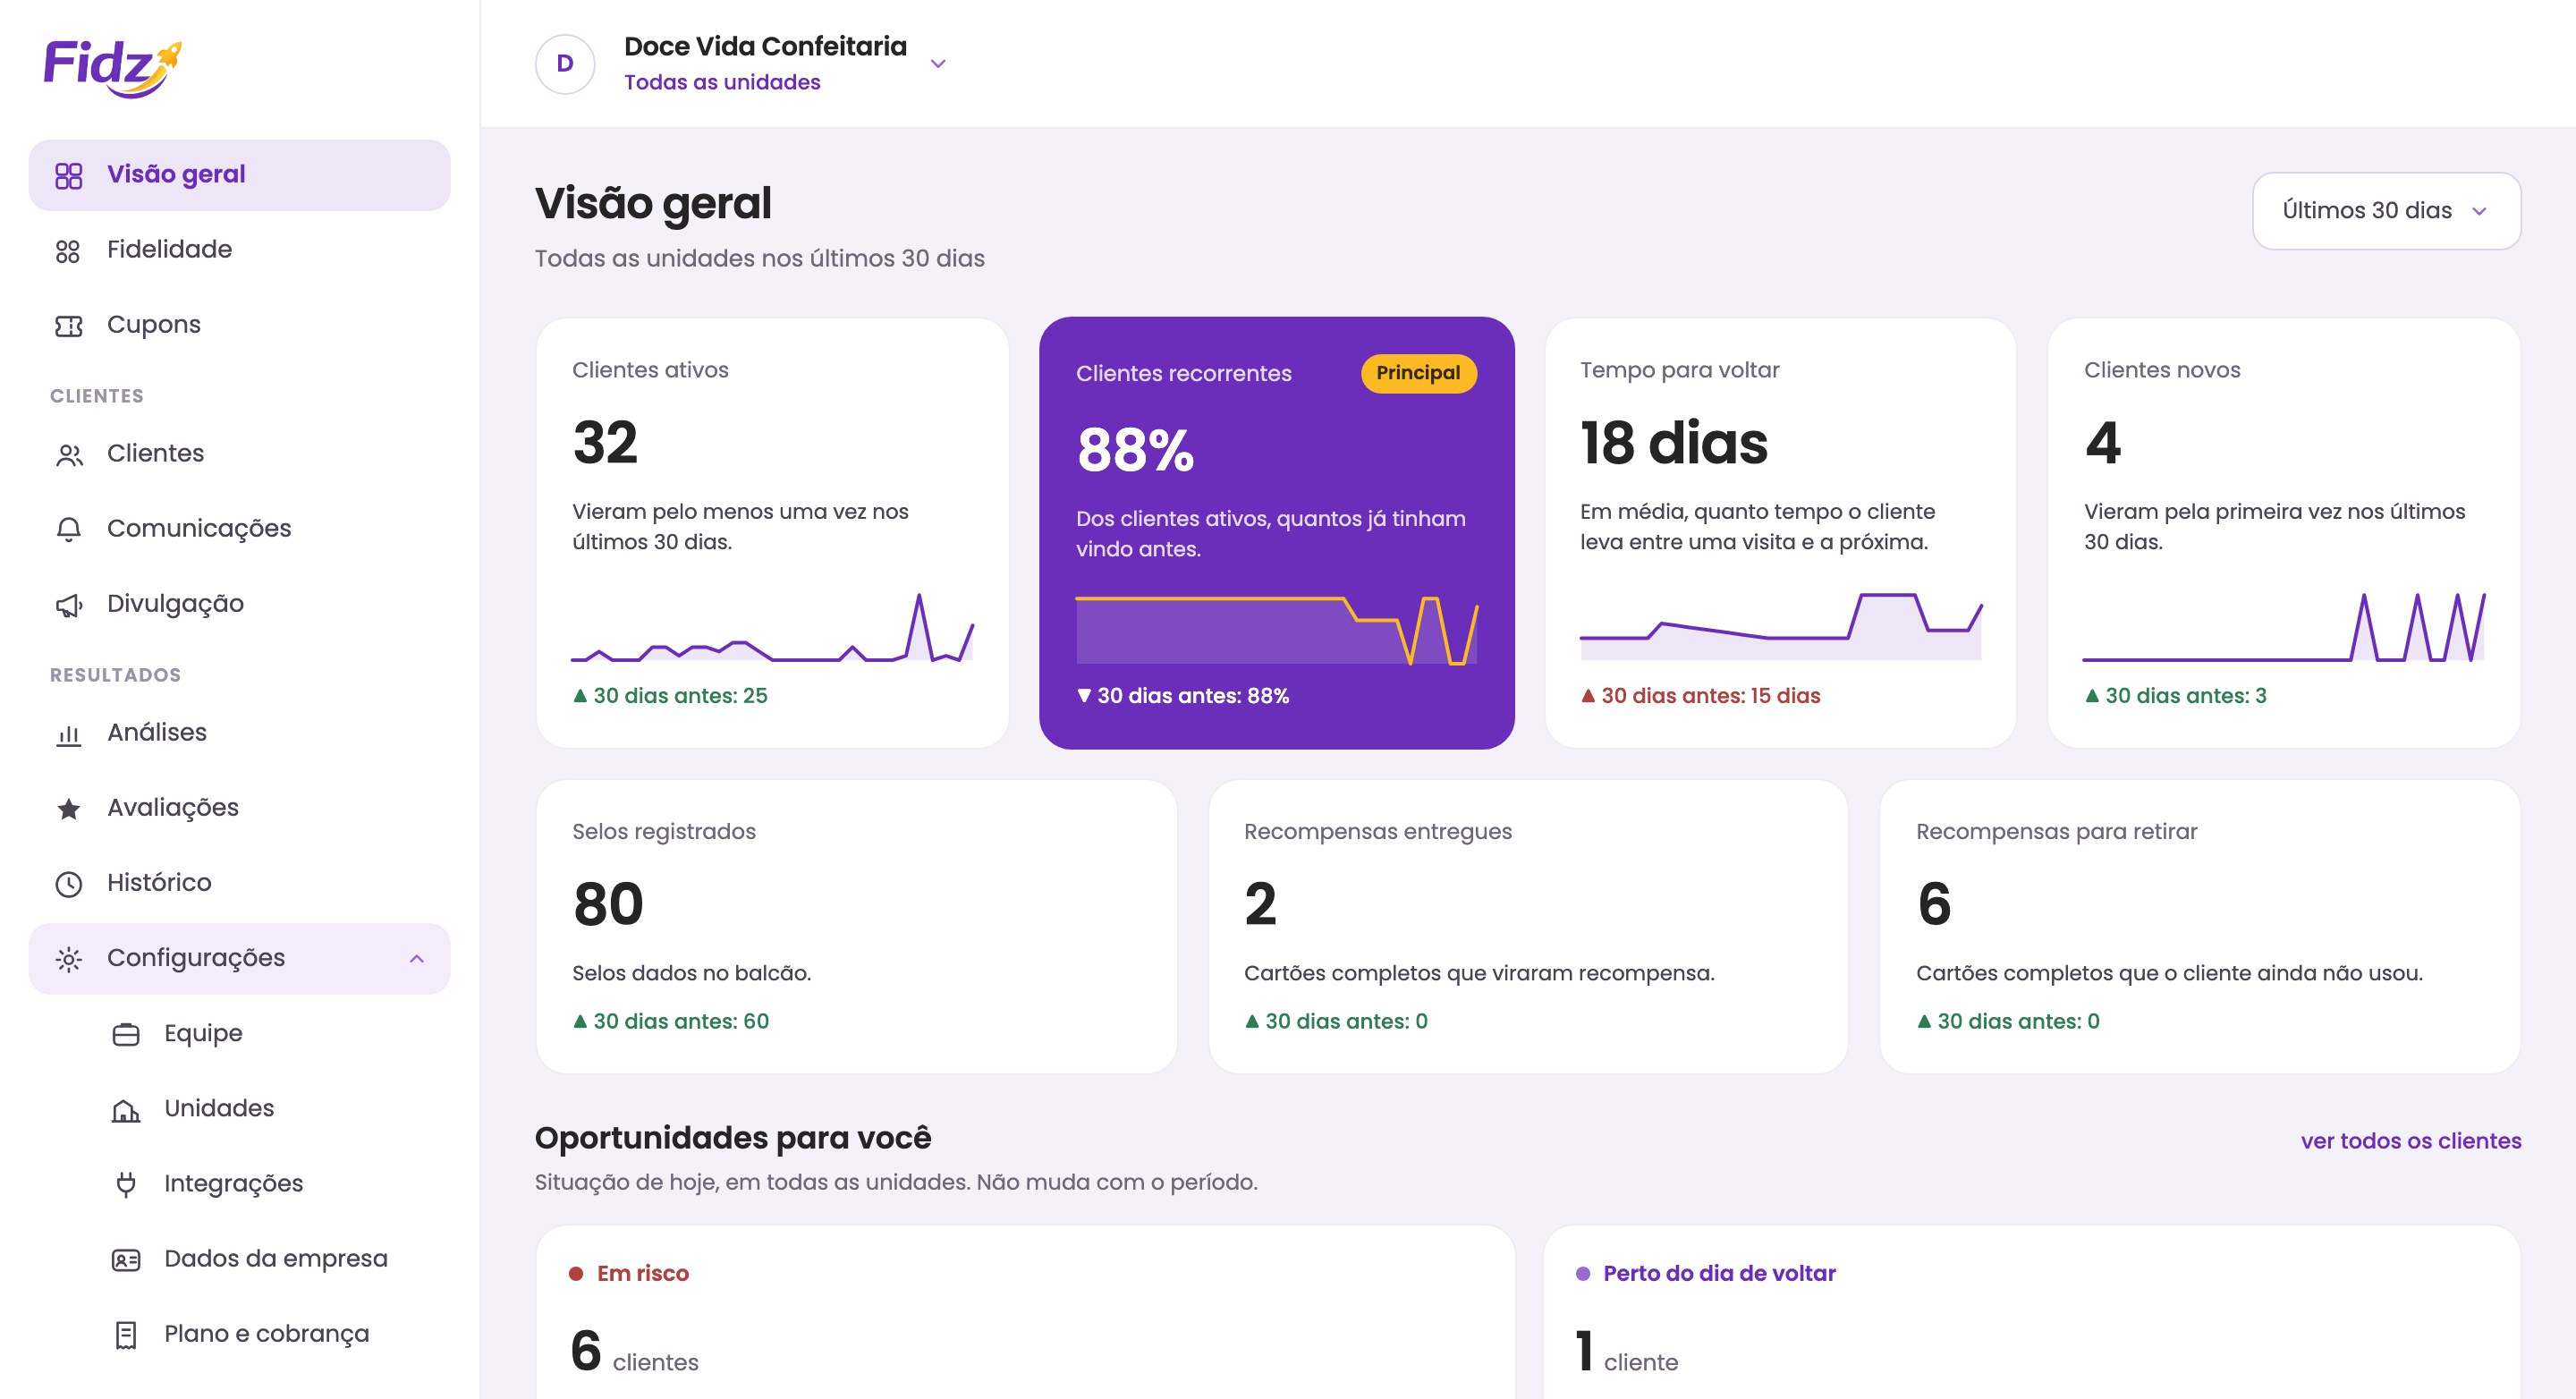 Fidz
Visão geral
Fidelidade
Cupons
CLIENTES
Clientes
Comunicações
Divulgação
RESULTADOS
Análises
Avaliações
Histórico
Configurações
Equipe
Unidades
Integrações
Dados da empresa
Plano e cobrança
D
Doce Vida Confeitaria
Todas as unidades
Visão geral
Todas as unidades nos últimos 30 dias
Últimos 30 dias
Clientes ativos
32
Vieram pelo menos uma vez nos
últimos 30 dias.
▲ 30 dias antes: 25
Clientes recorrentes
Principal
88%
Dos clientes ativos, quantos já tinham
vindo antes.
▼ 30 dias antes: 88%
Tempo para voltar
18 dias
Em média, quanto tempo o cliente
leva entre uma visita e a próxima.
▲ 30 dias antes: 15 dias
Clientes novos
4
Vieram pela primeira vez nos últimos
30 dias.
▲ 30 dias antes: 3
Selos registrados
80
Selos dados no balcão.
▲ 30 dias antes: 60
Recompensas entregues
2
Cartões completos que viraram recompensa.
▲ 30 dias antes: 0
Recompensas para retirar
6
Cartões completos que o cliente ainda não usou.
▲ 30 dias antes: 0
Oportunidades para você
ver todos os clientes
Situação de hoje, em todas as unidades. Não muda com o período.
Em risco
6 clientes
Perto do dia de voltar
1 cliente